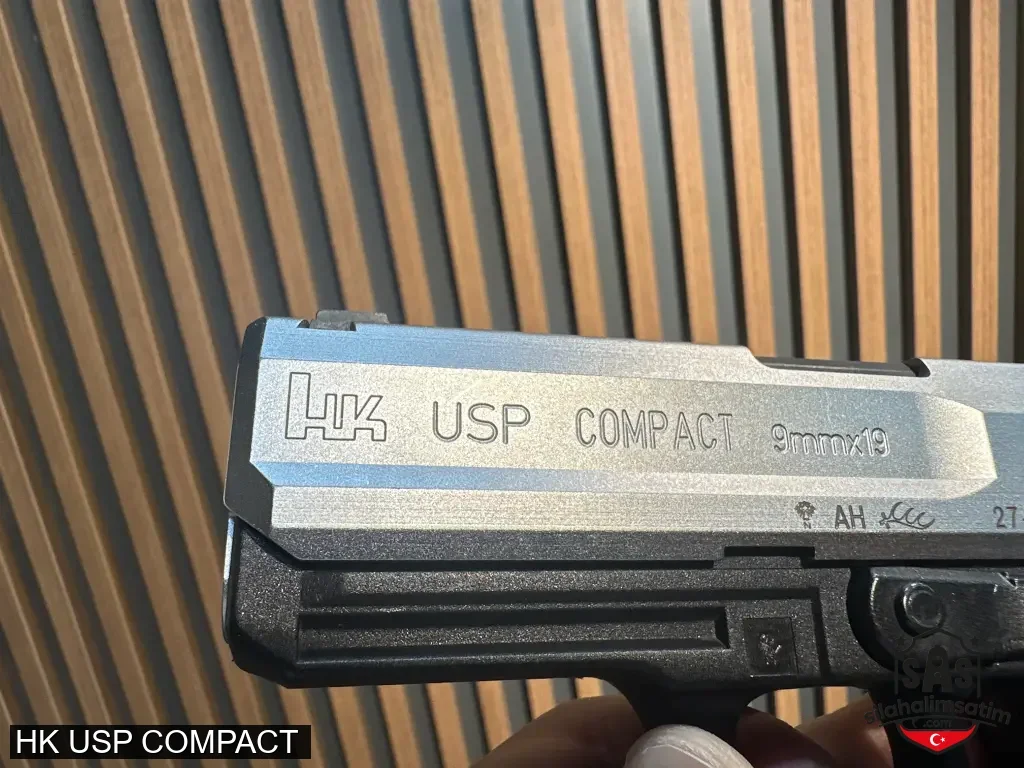 HK USP COMPACT 9mmx19
N AH 27
SAS
silahalimsatim
.com
HK USP COMPACT